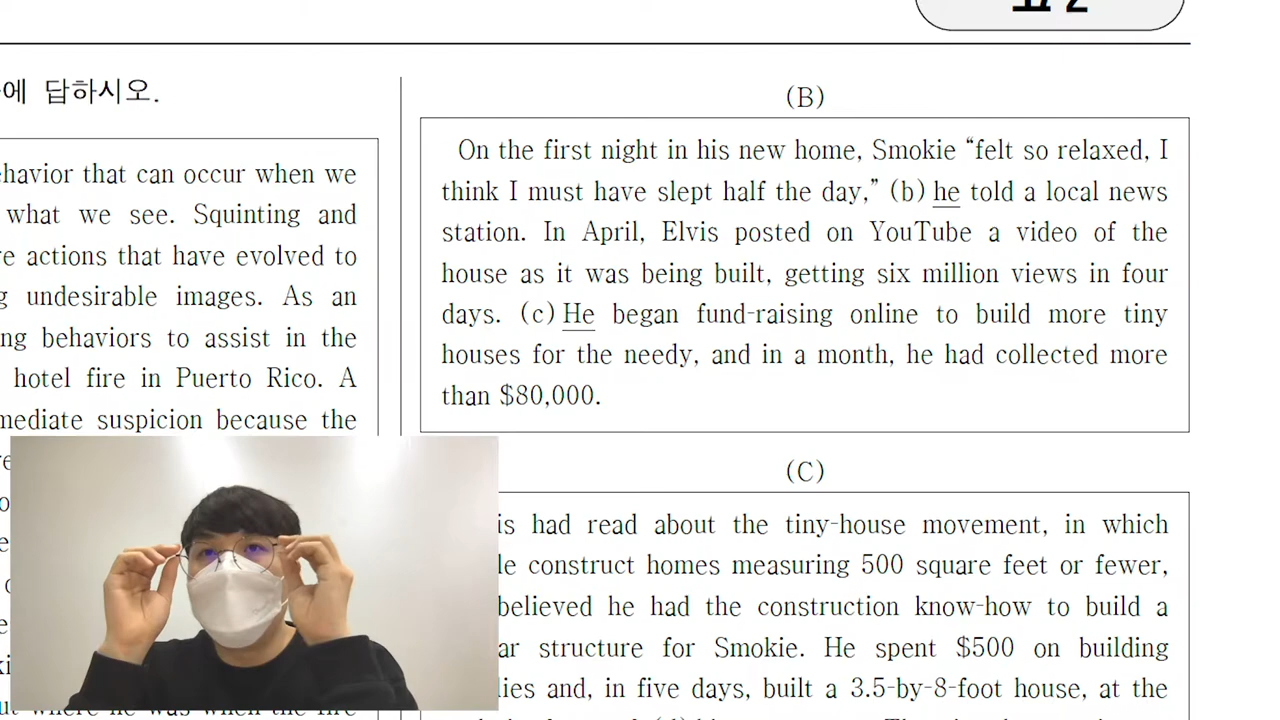 에 답하시오.
that can occur when we
what we see. Squinting and
actions that have evolved to
undesirable images. As an
behaviors to assist in the
hotel fire in Puerto Rico. A
suspicion because the
where he was when the fire
(B)
On the first night in his new home, Smokie “felt so relaxed, I
think I must have slept half the day,” (b) he told a local news
station. In April, Elvis posted on YouTube a video of the
house as it was being built, getting six million views in four
days. (c) He began fund-raising online to build more tiny
houses for the needy, and in a month, he had collected more
than $80,000.
(C)
had read about the tiny-house movement, in which
construct homes measuring 500 square feet or fewer,
believed he had the construction know-how to build a
structure for Smokie. He spent $500 on building
and, in five days, built a 3.5-by-8-foot house, at the